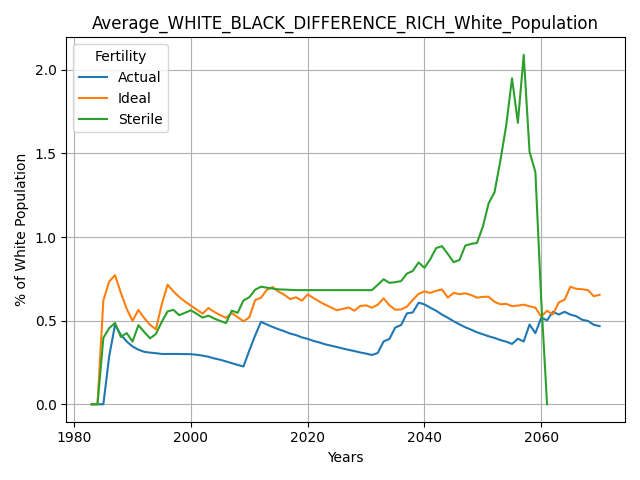 Average_WHITE_BLACK_DIFFERENCE_RICH_White_Population
Fertility
Actual
Ideal
Sterile
% of White Population
2.0
1.5
1.0
0.5
0.0
1980 2000 2020 2040 2060
Years